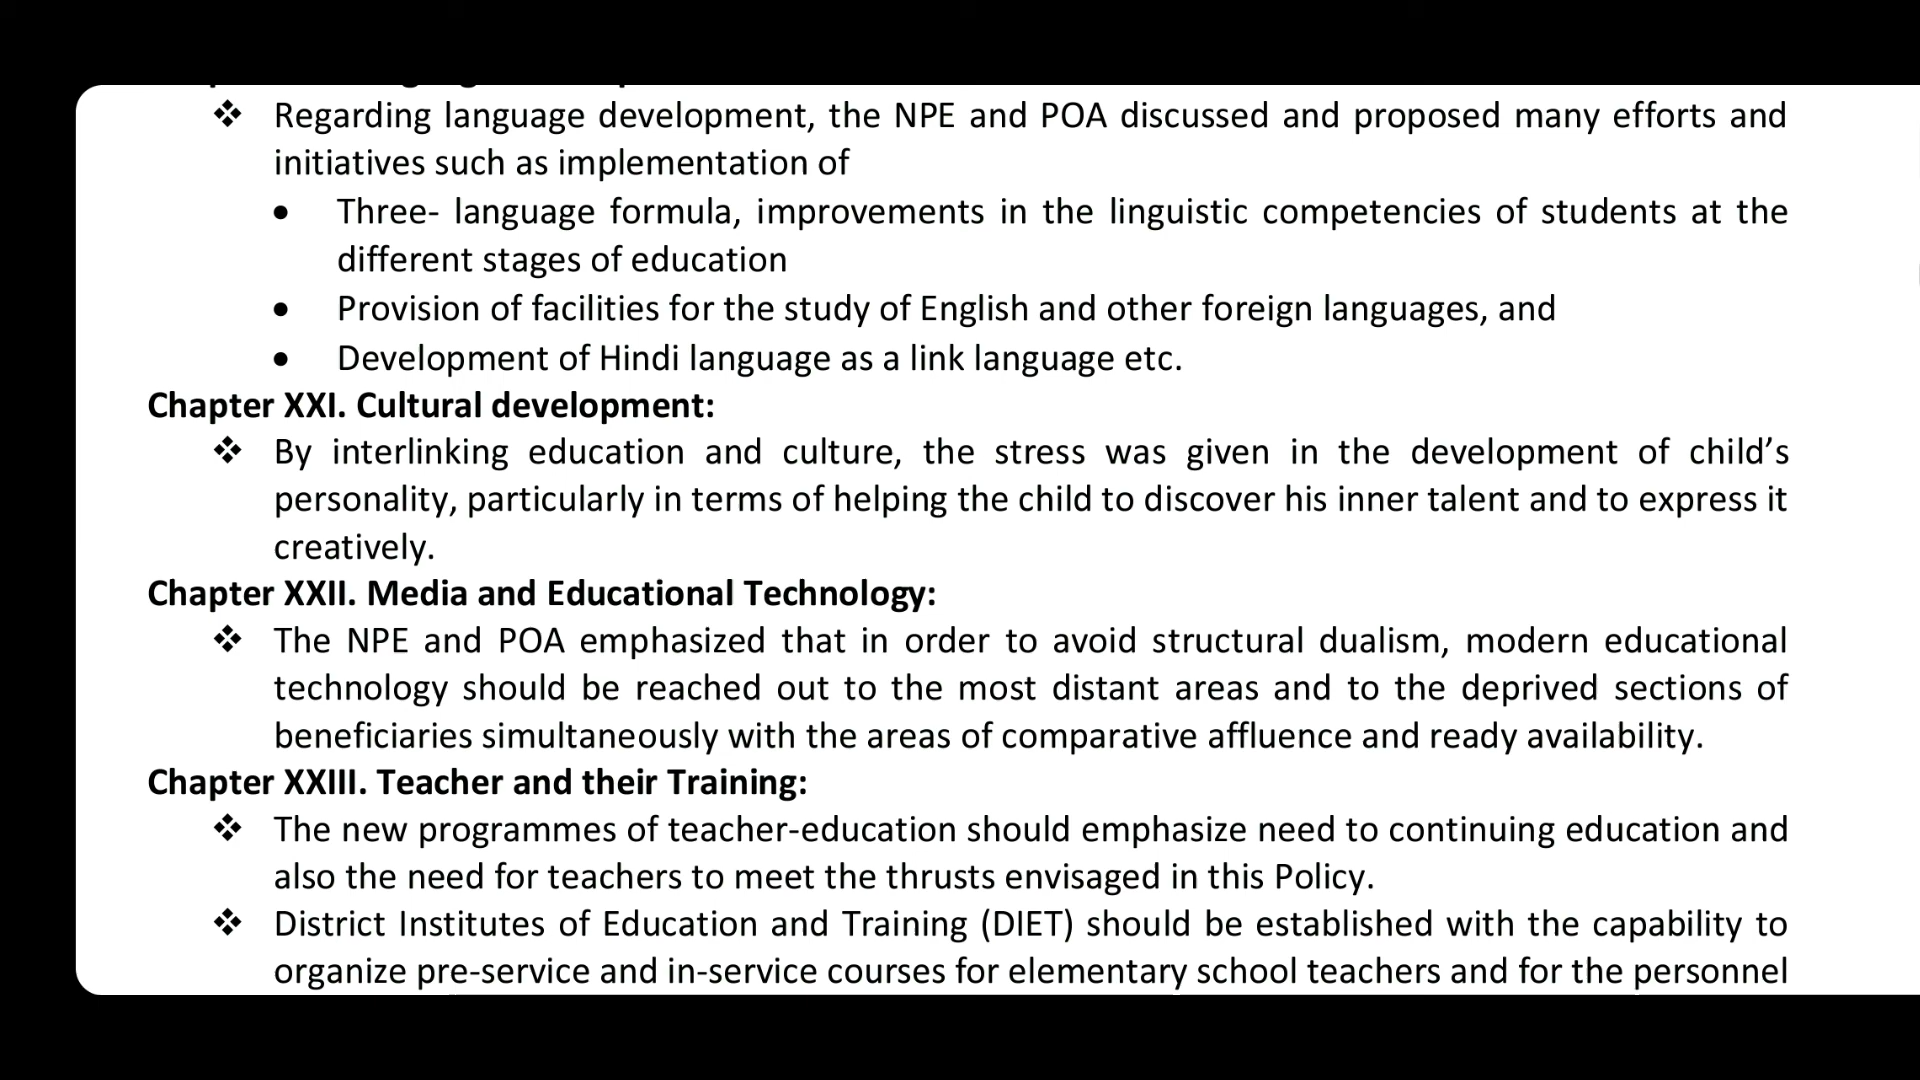 ❖ Regarding language development, the NPE and POA discussed and proposed many efforts and
initiatives such as implementation of
• Three- language formula, improvements in the linguistic competencies of students at the
different stages of education
• Provision of facilities for the study of English and other foreign languages, and
• Development of Hindi language as a link language etc.
Chapter XXI. Cultural development:
❖ By interlinking education and culture, the stress was given in the development of child’s
personality, particularly in terms of helping the child to discover his inner talent and to express it
creatively.
Chapter XXII. Media and Educational Technology:
❖ The NPE and POA emphasized that in order to avoid structural dualism, modern educational
technology should be reached out to the most distant areas and to the deprived sections of
beneficiaries simultaneously with the areas of comparative affluence and ready availability.
Chapter XXIII. Teacher and their Training:
❖ The new programmes of teacher-education should emphasize need to continuing education and
also the need for teachers to meet the thrusts envisaged in this Policy.
❖ District Institutes of Education and Training (DIET) should be established with the capability to
organize pre-service and in-service courses for elementary school teachers and for the personnel